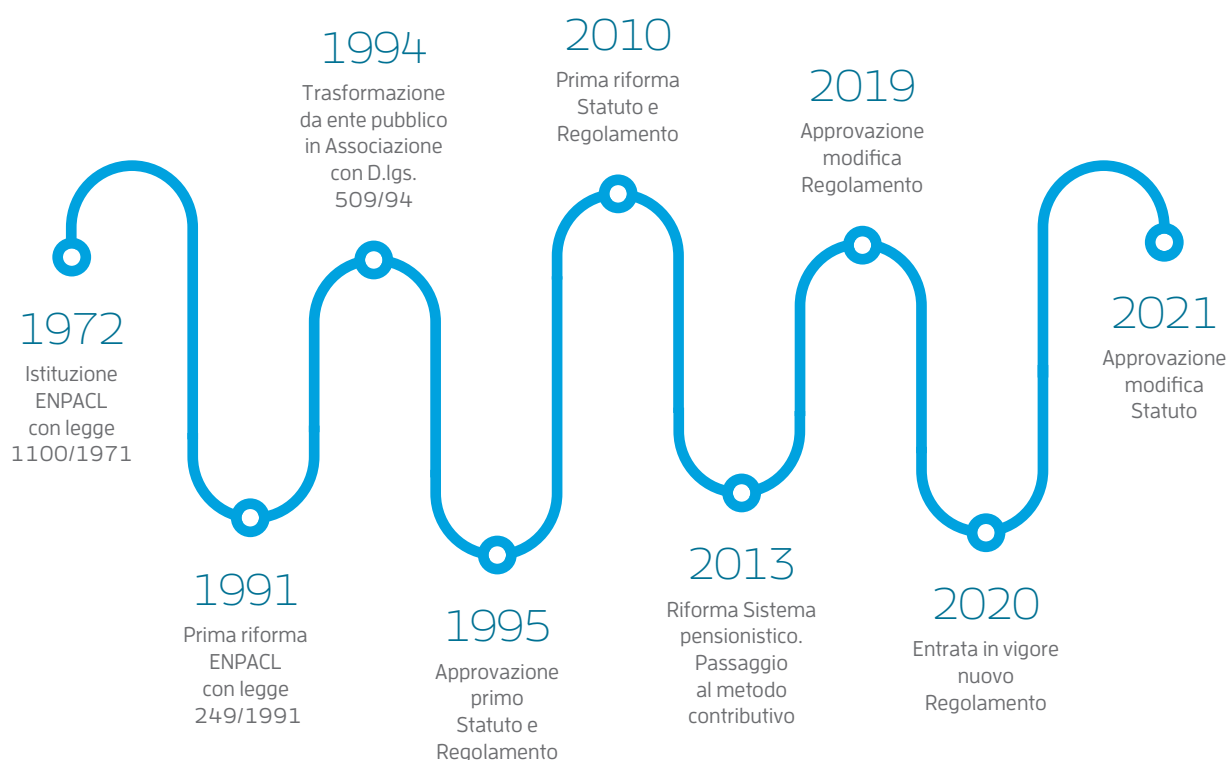 1972
Istituzione
ENPACL
con legge
1100/1971
1991
Prima riforma
ENPACL
con legge
249/1991
1994
Trasformazione
da ente pubblico
in Associazione
con D.lgs.
509/94
1995
Approvazione
primo
Statuto e
Regolamento
2010
Prima riforma
Statuto e
Regolamento
2013
Riforma Sistema
pensionistico.
Passaggio
al metodo
contributivo
2019
Approvazione
modifica
Regolamento
2020
Entrata in vigore
nuovo
Regolamento
2021
Approvazione
modifica
Statuto